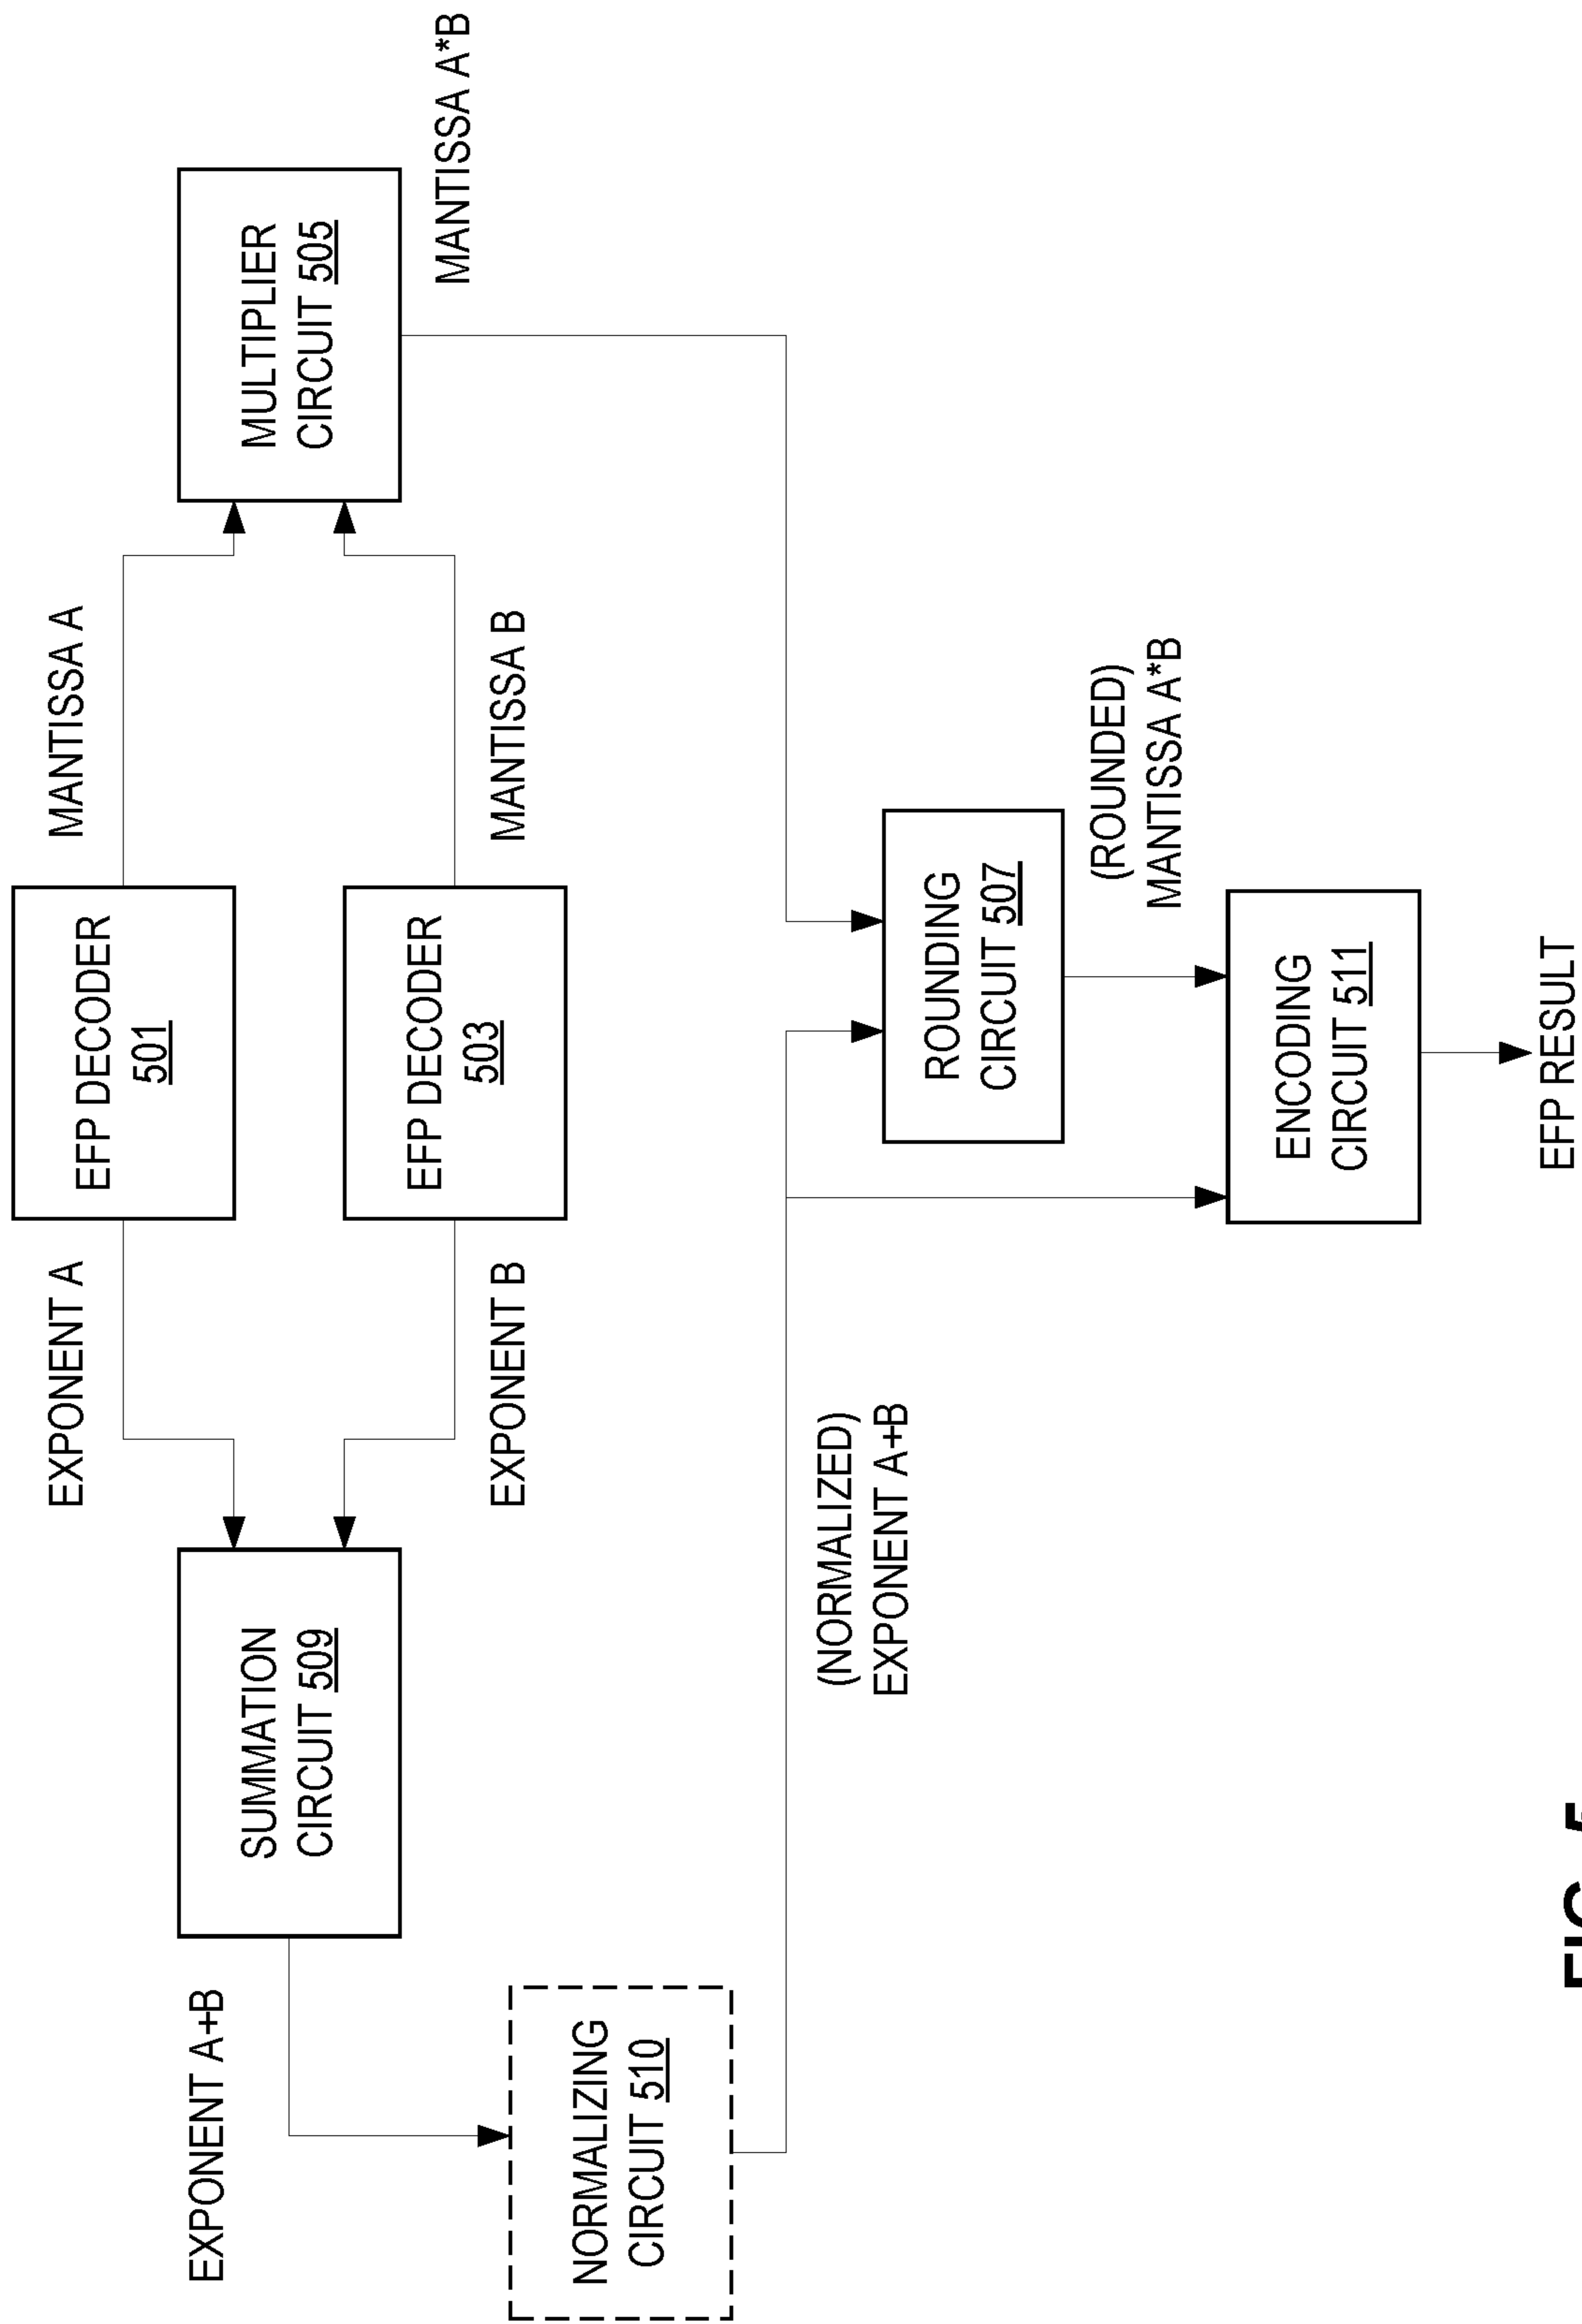 EXPONENT A
EFP DECODER
501
MANTISSA A
EXPONENT A+B
SUMMATION
CIRCUIT 509
MULTIPLIER
CIRCUIT 505
EFP DECODER
503
MANTISSA A*B
EXPONENT B
MANTISSA B
NORMALIZING
CIRCUIT 510
(NORMALIZED)
EXPONENT A+B
ROUNDING
CIRCUIT 507
(ROUNDED)
MANTISSA A*B
ENCODING
CIRCUIT 511
EFP RESULT